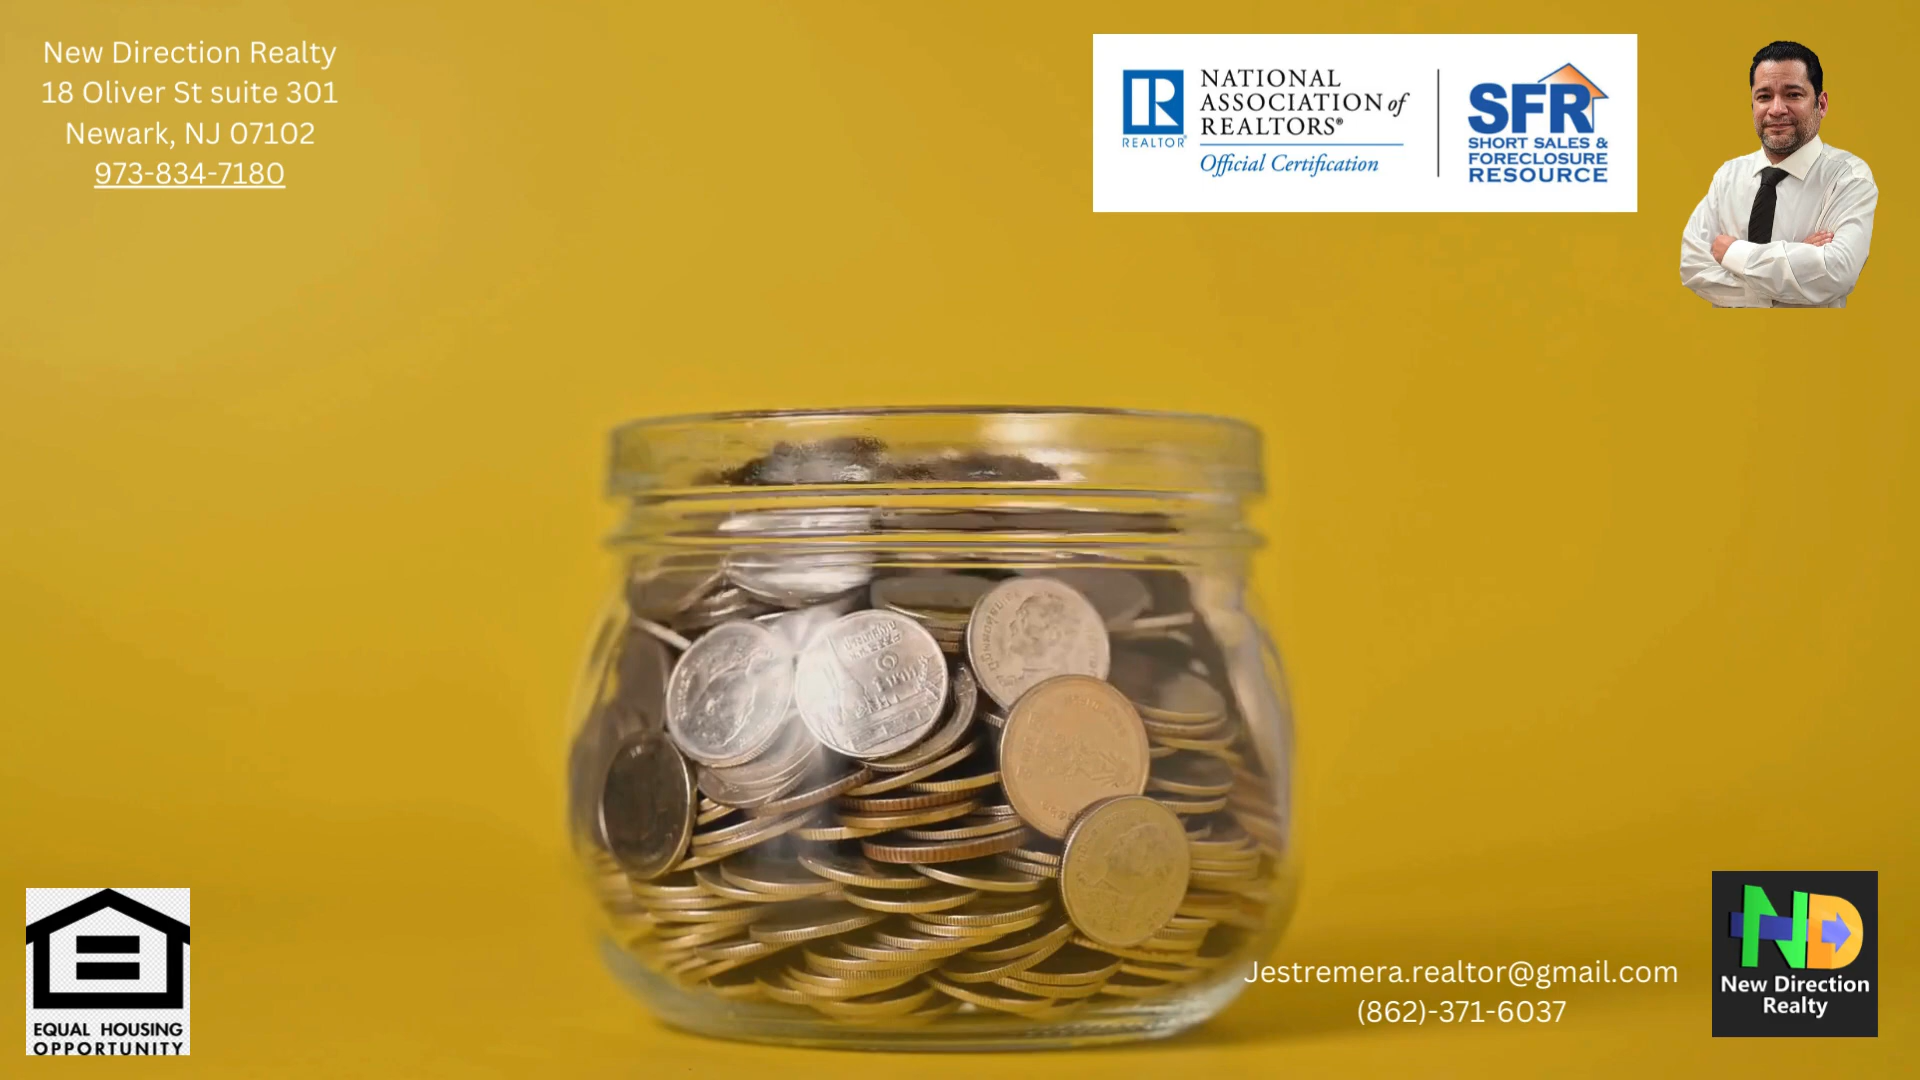 New Direction Realty
18 Oliver St suite 301
Newark, NJ 07102
973-834-7180
R
REALTOR®
NATIONAL
ASSOCIATION of
REALTORS®
Official Certification
SFR
SHORT SALES &
FORECLOSURE
RESOURCE
EQUAL HOUSING
OPPORTUNITY
Jestremera.realtor@gmail.com
(862)-371-6037
ND
New Direction
Realty